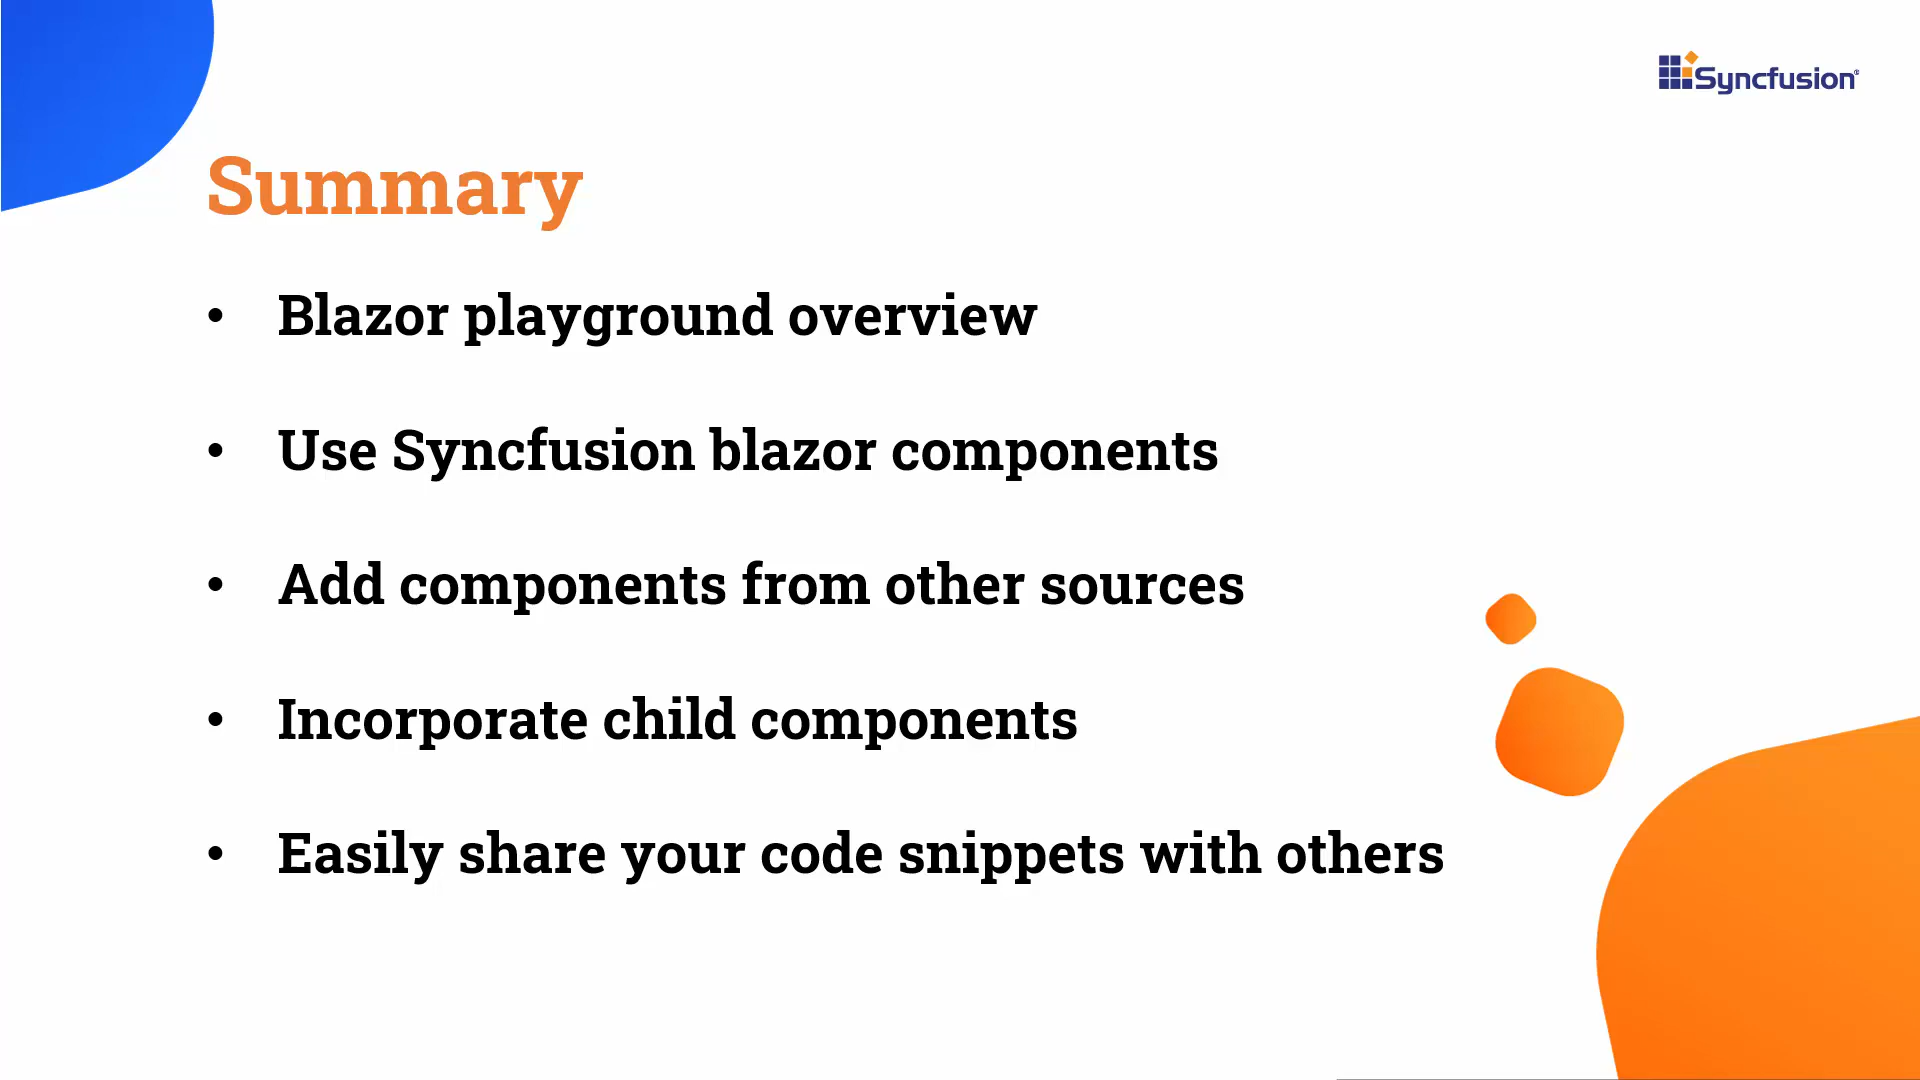 Syncfusion®
Summary
• Blazor playground overview
• Use Syncfusion blazor components
• Add components from other sources
• Incorporate child components
• Easily share your code snippets with others